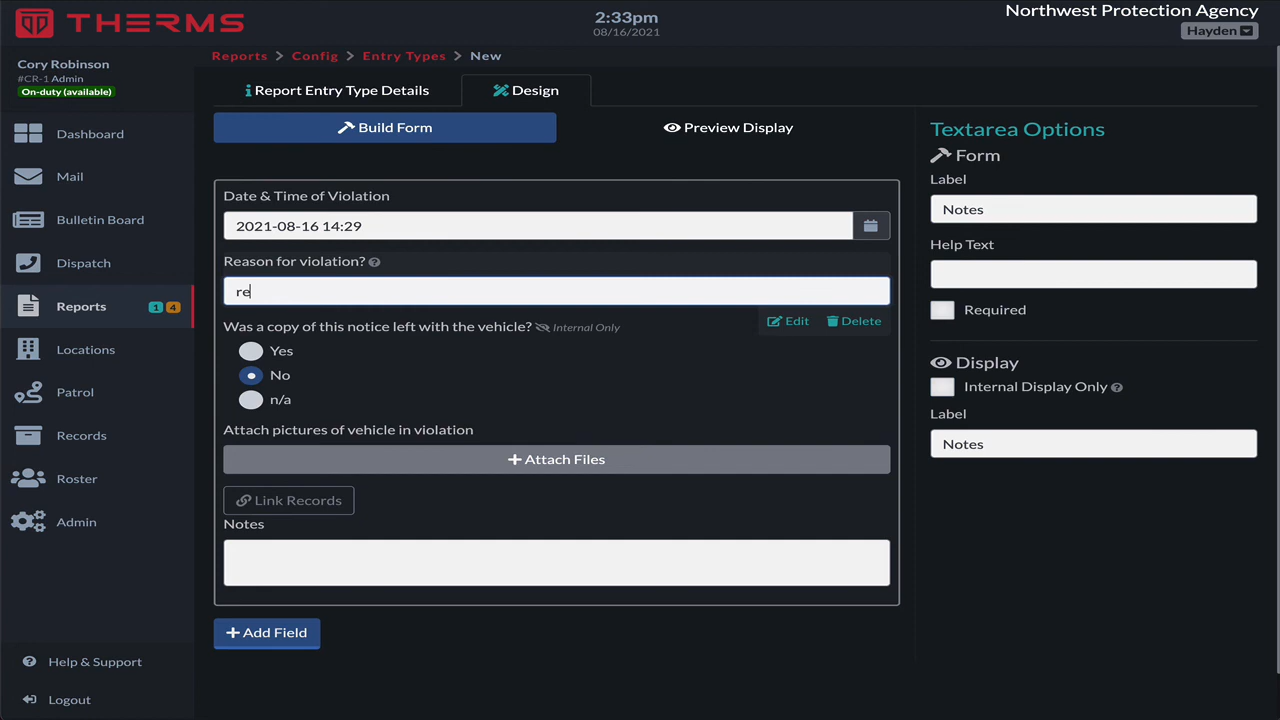 THERMS
2:33pm
08/16/2021
Northwest Protection Agency
Hayden
Cory Robinson
#CR-1 Admin
On-duty (available)
Dashboard
Mail
Bulletin Board
Dispatch
Reports 1 4
Locations
Patrol
Records
Roster
Admin
Help & Support
Logout
Reports > Config > Entry Types > New
Report Entry Type Details
Design
Build Form
Preview Display
Date & Time of Violation
2021-08-16 14:29
Reason for violation?
re
Edit Delete
Was a copy of this notice left with the vehicle? Internal Only
Yes
No
n/a
Attach pictures of vehicle in violation
+ Attach Files
Link Records
Notes
+ Add Field
Textarea Options
Form
Label
Notes
Help Text
Required
Display
Internal Display Only
Label
Notes